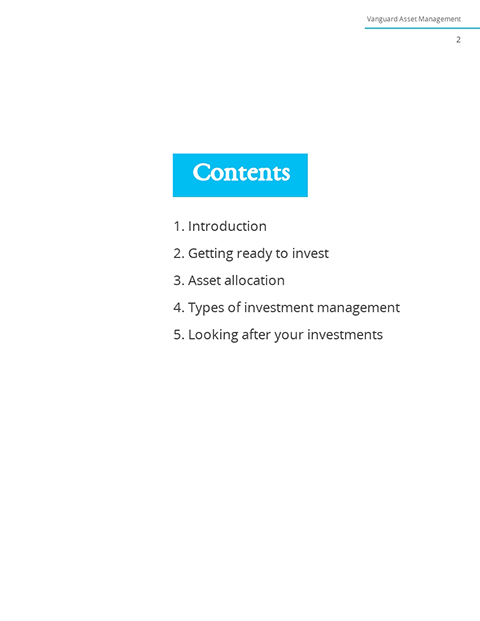 Vanguard Asset Management
2
Contents
1. Introduction
2. Getting ready to invest
3. Asset allocation
4. Types of investment management
5. Looking after your investments